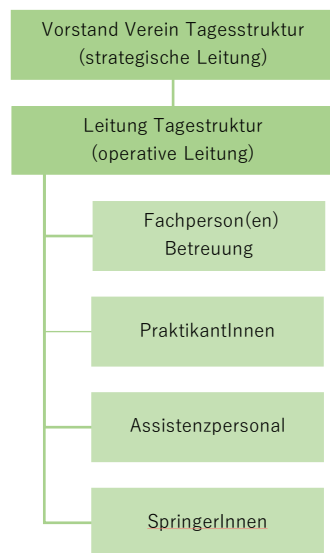 Vorstand Verein Tagesstruktur
(strategische Leitung)
Leitung Tagestruktur
(operative Leitung)
Fachperson(en)
Betreuung
PraktikantInnen
Assistenzpersonal
SpringerInnen